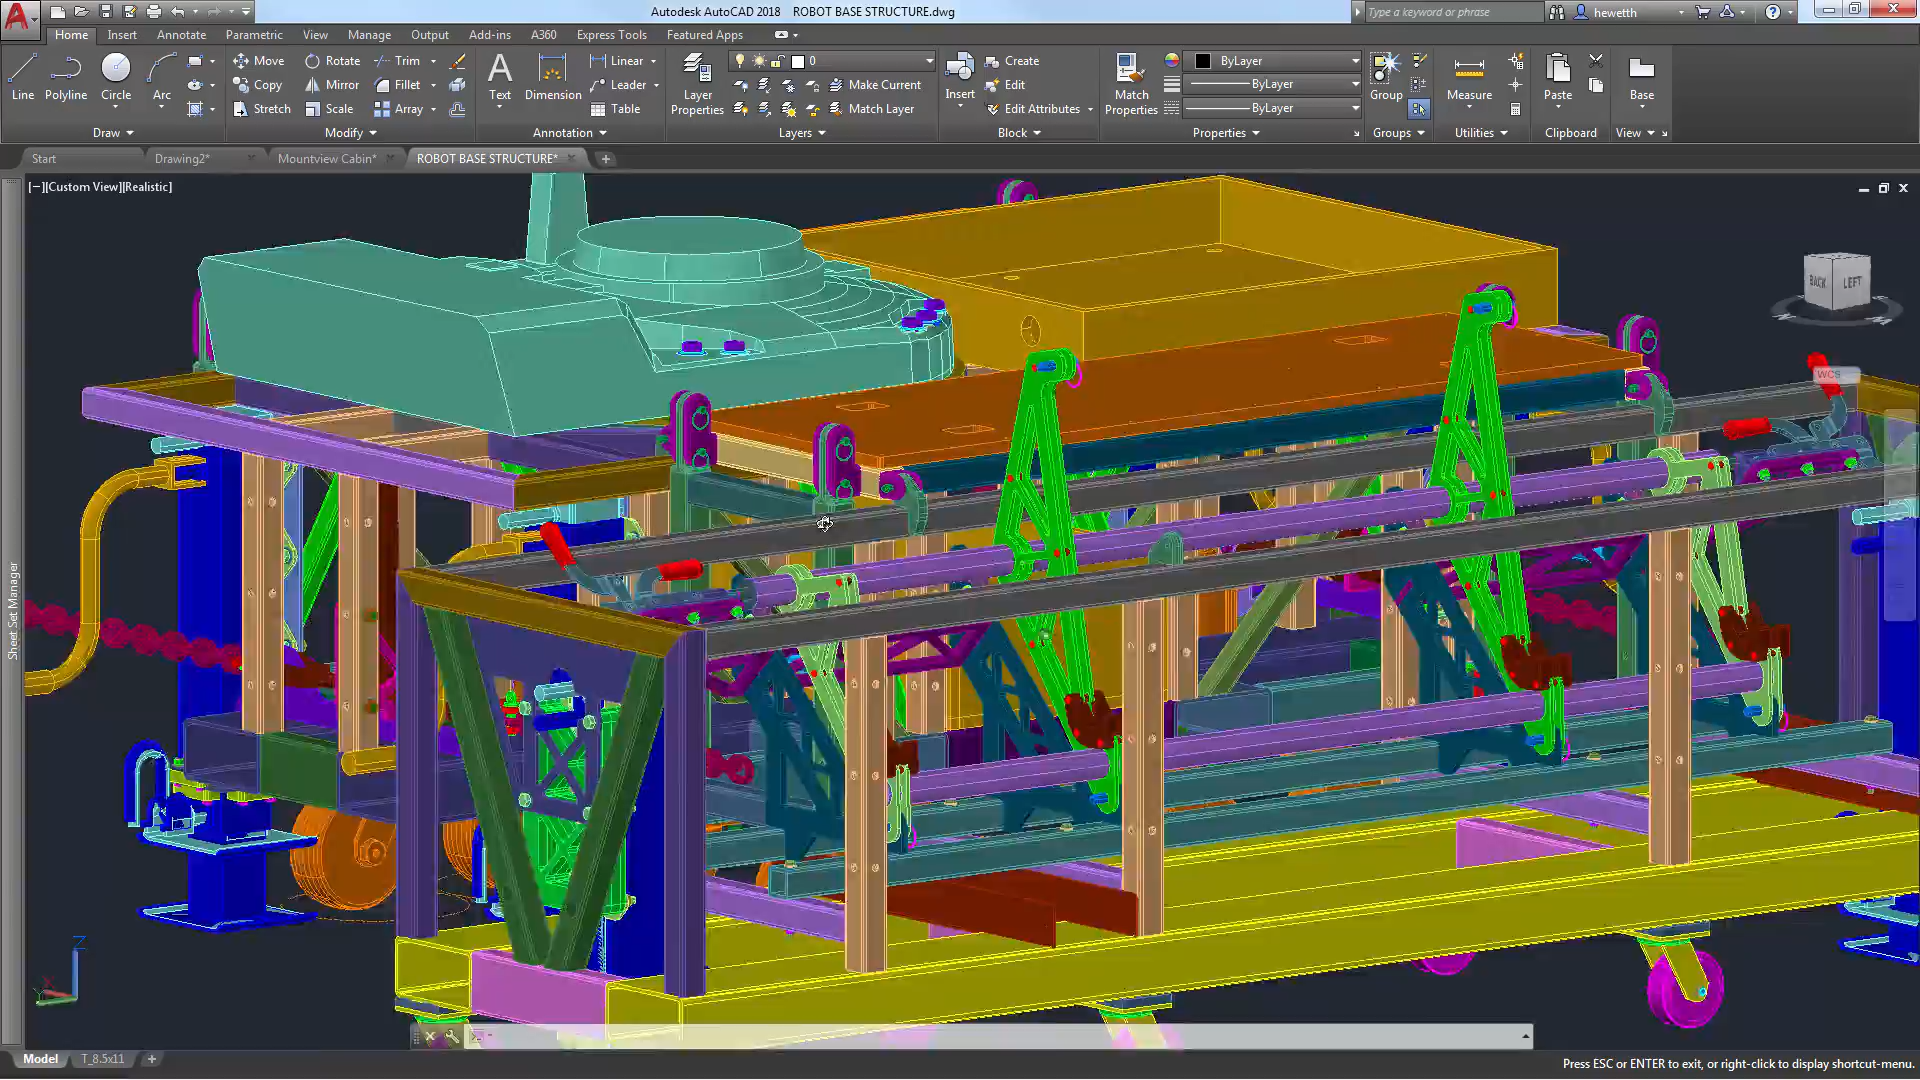 Autodesk AutoCAD 2018 ROBOT BASE STRUCTURE.dwg
Type a keyword or phrase
hewetth
Home Insert Annotate Parametric View Manage Output Add-ins A360 Express Tools Featured Apps
Line Polyline Circle Arc
Move Rotate Trim
Copy Mirror Fillet
Stretch Scale Array
Text Dimension
Linear
Leader
Table
Layer Properties
0
Make Current
Match Layer
Insert
Create
Edit
Edit Attributes
Match Properties
ByLayer
ByLayer
ByLayer
Group
Measure
Paste
Base
Draw Modify Annotation Layers Block Properties Groups Utilities Clipboard View
Start Drawing2* Mountview Cabin* ROBOT BASE STRUCTURE*
[−][Custom View][Realistic]
BACK LEFT
WCS
Sheet Set Manager
Z
X
Y
Model T_8.5x11
Press ESC or ENTER to exit, or right-click to display shortcut-menu.